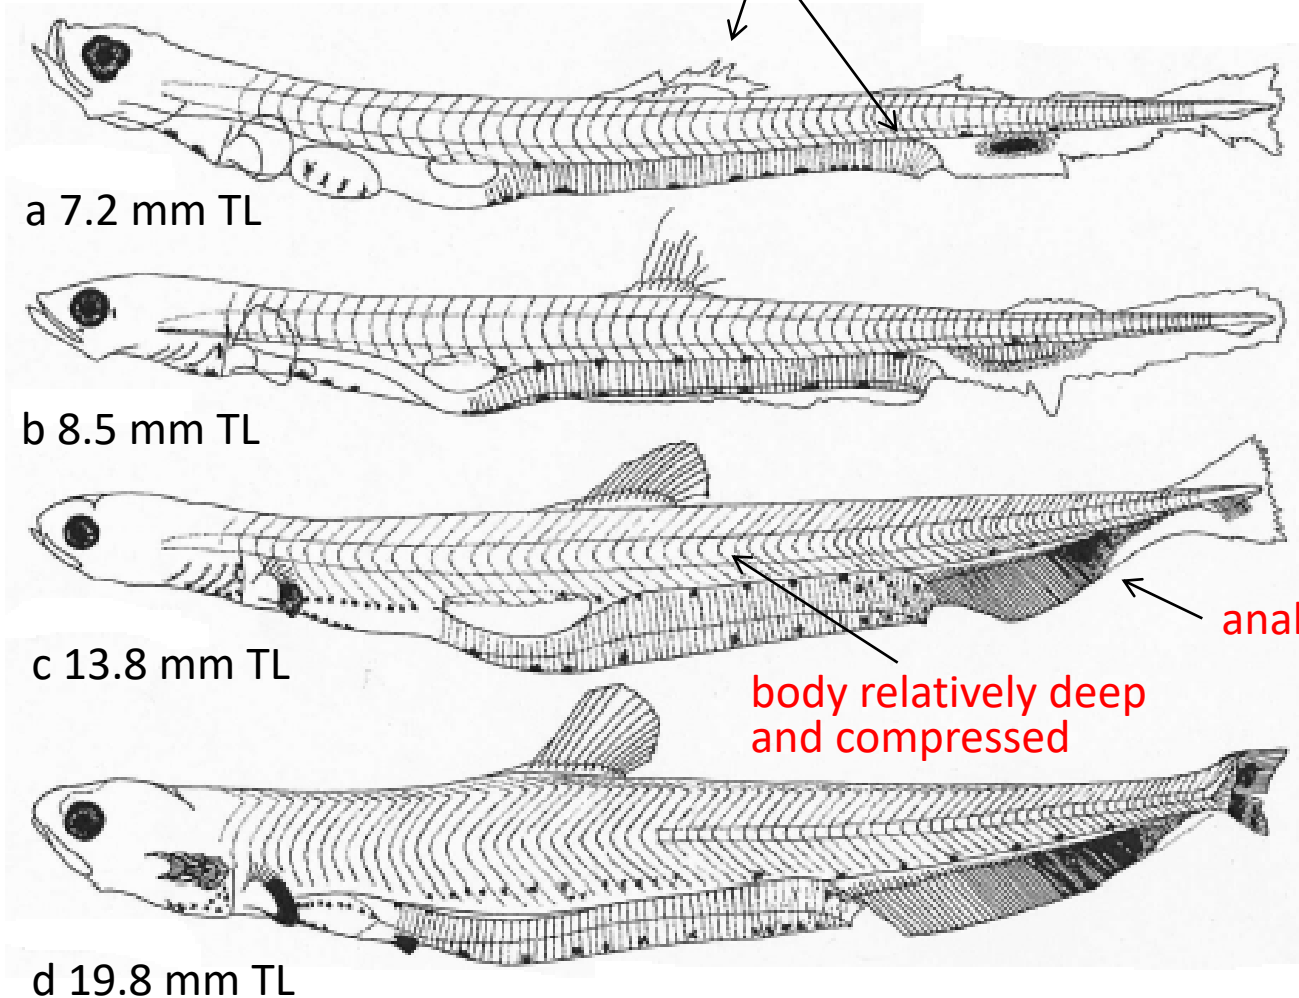 a 7.2 mm TL
b 8.5 mm TL
anal
c 13.8 mm TL
body relatively deep
and compressed
d 19.8 mm TL